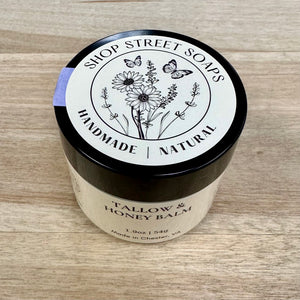 SHOP STREET SOAPS
HANDMADE | NATURAL
TALLOW &
HONEY BALM
1.9oz | 54g
Made in Chester, VA